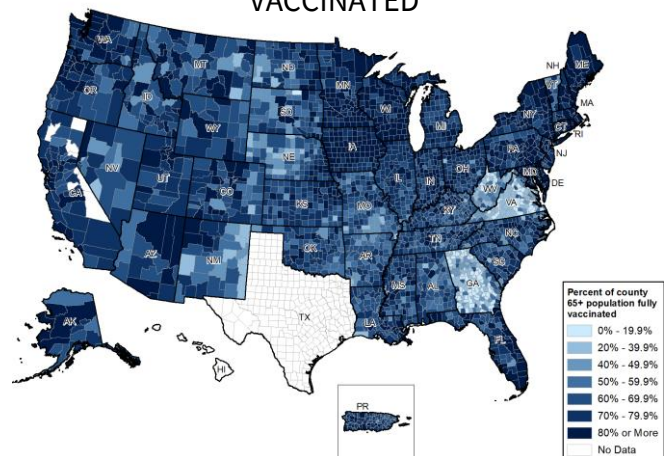 VACCINATED
WA
MT
ND
MN
ME
NH
VT
OR
ID
SD
WI
NY
MA
MI
CT
RI
WY
IA
PA
NJ
NE
NV
OH
IL
IN
MD
DE
UT
CO
CA
WV
VA
KS
MO
KY
NC
TN
AZ
NM
OK
AR
SC
MS
AL
GA
TX
LA
FL
AK
HI
PR
Percent of county
65+ population fully
vaccinated
0% - 19.9%
20% - 39.9%
40% - 49.9%
50% - 59.9%
60% - 69.9%
70% - 79.9%
80% or More
No Data